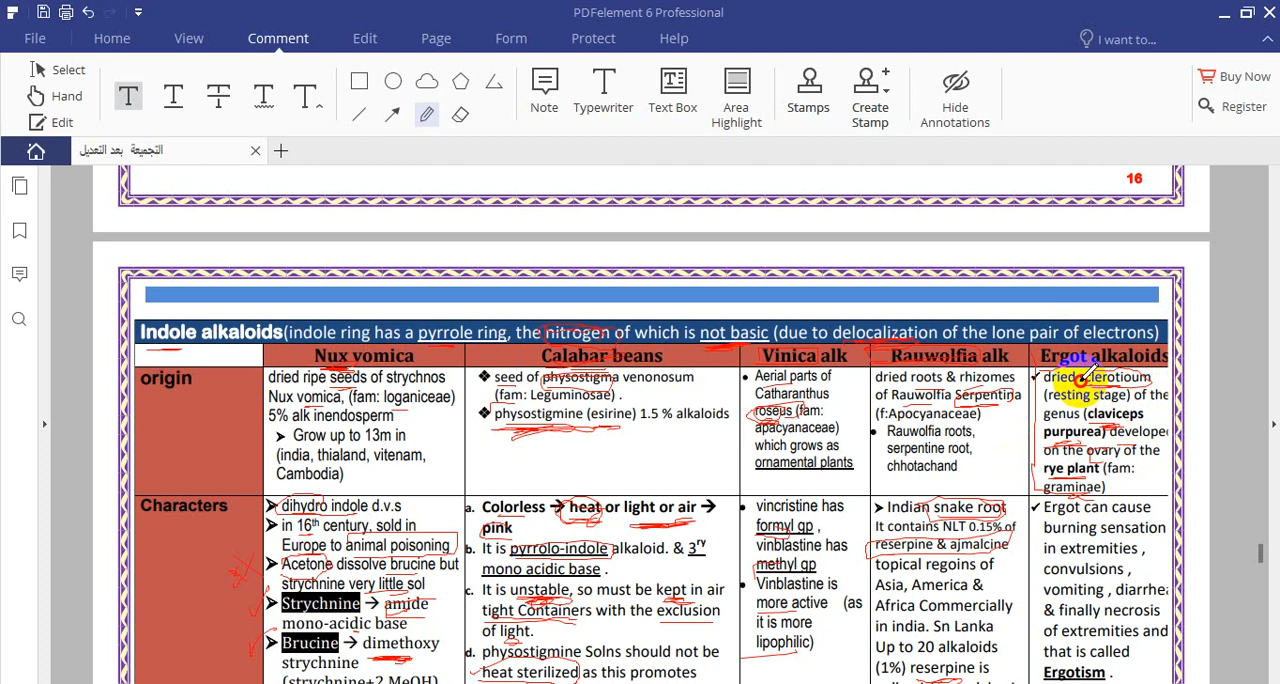 PDFelement 6 Professional
File Home View Comment Edit Page Form Protect Help I want to...
Select
Hand
Edit
Note Typewriter Text Box Area Highlight Stamps Create Stamp Hide Annotations
Buy Now
Register
التجميعة بعد التعديل
16
Indole alkaloids(indole ring has a pyrrole ring, the nitrogen of which is not basic (due to delocalization of the lone pair of electrons)
Nux vomica Calabar beans Vinica alk Rauwolfia alk Ergot alkaloids
origin
dried ripe seeds of strychnos
Nux vomica, (fam: loganiceae)
5% alk inendosperm
Grow up to 13m in
(india, thialand, vitenam,
Cambodia)
seed of physostigma venonosum
(fam: Leguminosae) .
physostigmine (esirine) 1.5 % alkaloids
Aerial parts of
Catharanthus
roseus (fam:
apacyanaceae)
which grows as
ornamental plants
dried roots & rhizomes
of Rauwolfia Serpentina
(f:Apocyanaceae)
Rauwolfia roots,
serpentine root,
chhotachand
dried clerotioum
(resting stage) of the
genus (claviceps
purpurea) developed
on the ovary of the
rye plant (fam:
graminae)
Characters
dihydro indole d.v.s
in 16th century, sold in
Europe to animal poisoning
Acetone dissolve brucine but
strychnine very little sol
Strychnine → amide
mono-acidic base
Brucine → dimethoxy
strychnine
(strychnine+2 MeOH)
a. Colorless → heat or light or air →
pink
b. It is pyrrolo-indole alkaloid. & 3ry
mono acidic base .
c. It is unstable, so must be kept in air
tight Containers with the exclusion
of light.
d. physostigmine Solns should not be
heat sterilized as this promotes
vincristine has
formyl gp ,
vinblastine has
methyl gp
Vinblastine is
more active (as
it is more
lipophilic)
Indian snake root
It contains NLT 0.15% of
reserpine & ajmalcine
topical regoins of
Asia, America &
Africa Commercially
in india. Sn Lanka
Up to 20 alkaloids
(1%) reserpine is
Ergot can cause
burning sensation
in extremities ,
convulsions ,
vomiting , diarrhea
& finally necrosis
of extremities and
that is called
Ergotism .